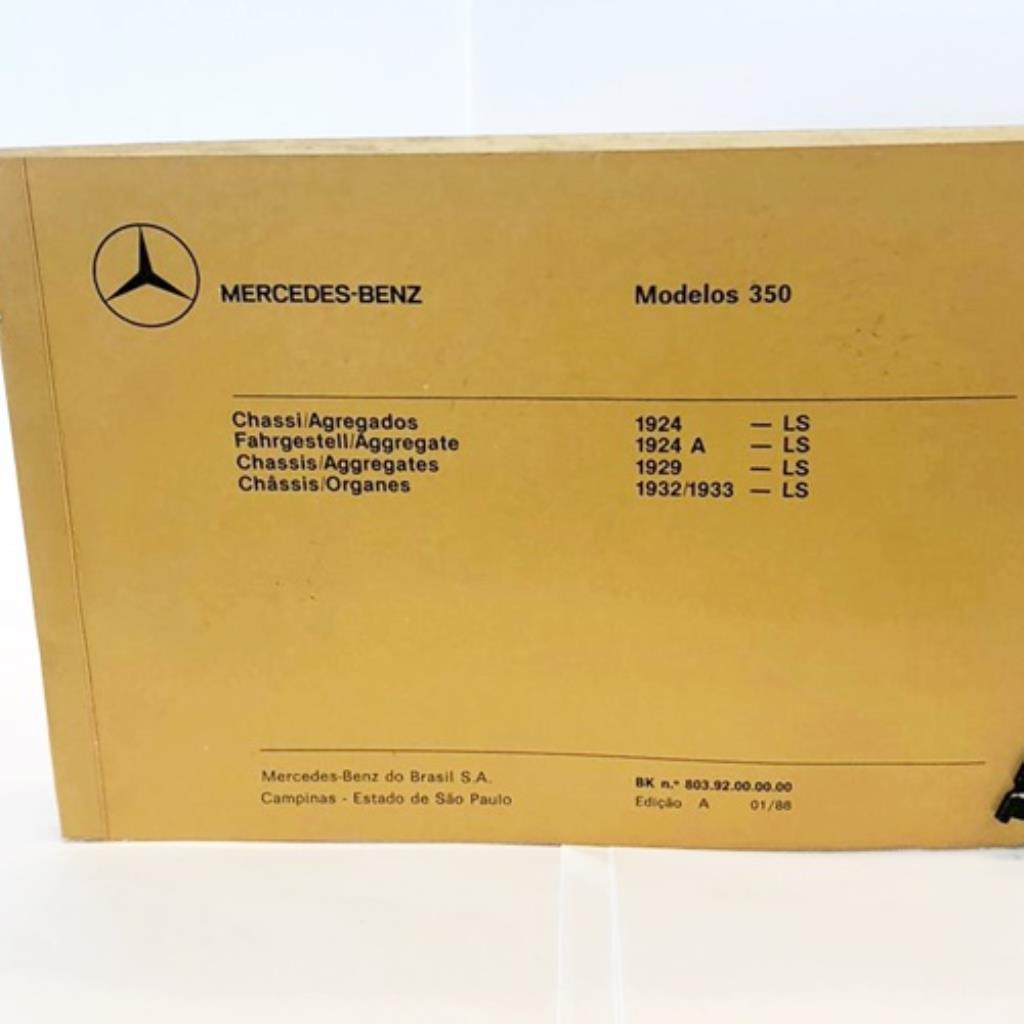 MERCEDES-BENZ Modelos 350
Chassi/Agregados 1924 — LS
Fahrgestell/Aggregate 1924 A — LS
Chassis/Aggregates 1929 — LS
Châssis/Organes 1932/1933 — LS
Mercedes-Benz do Brasil S.A. BK n.º 803.92.00.00.00
Campinas - Estado de São Paulo Edição A 01/88